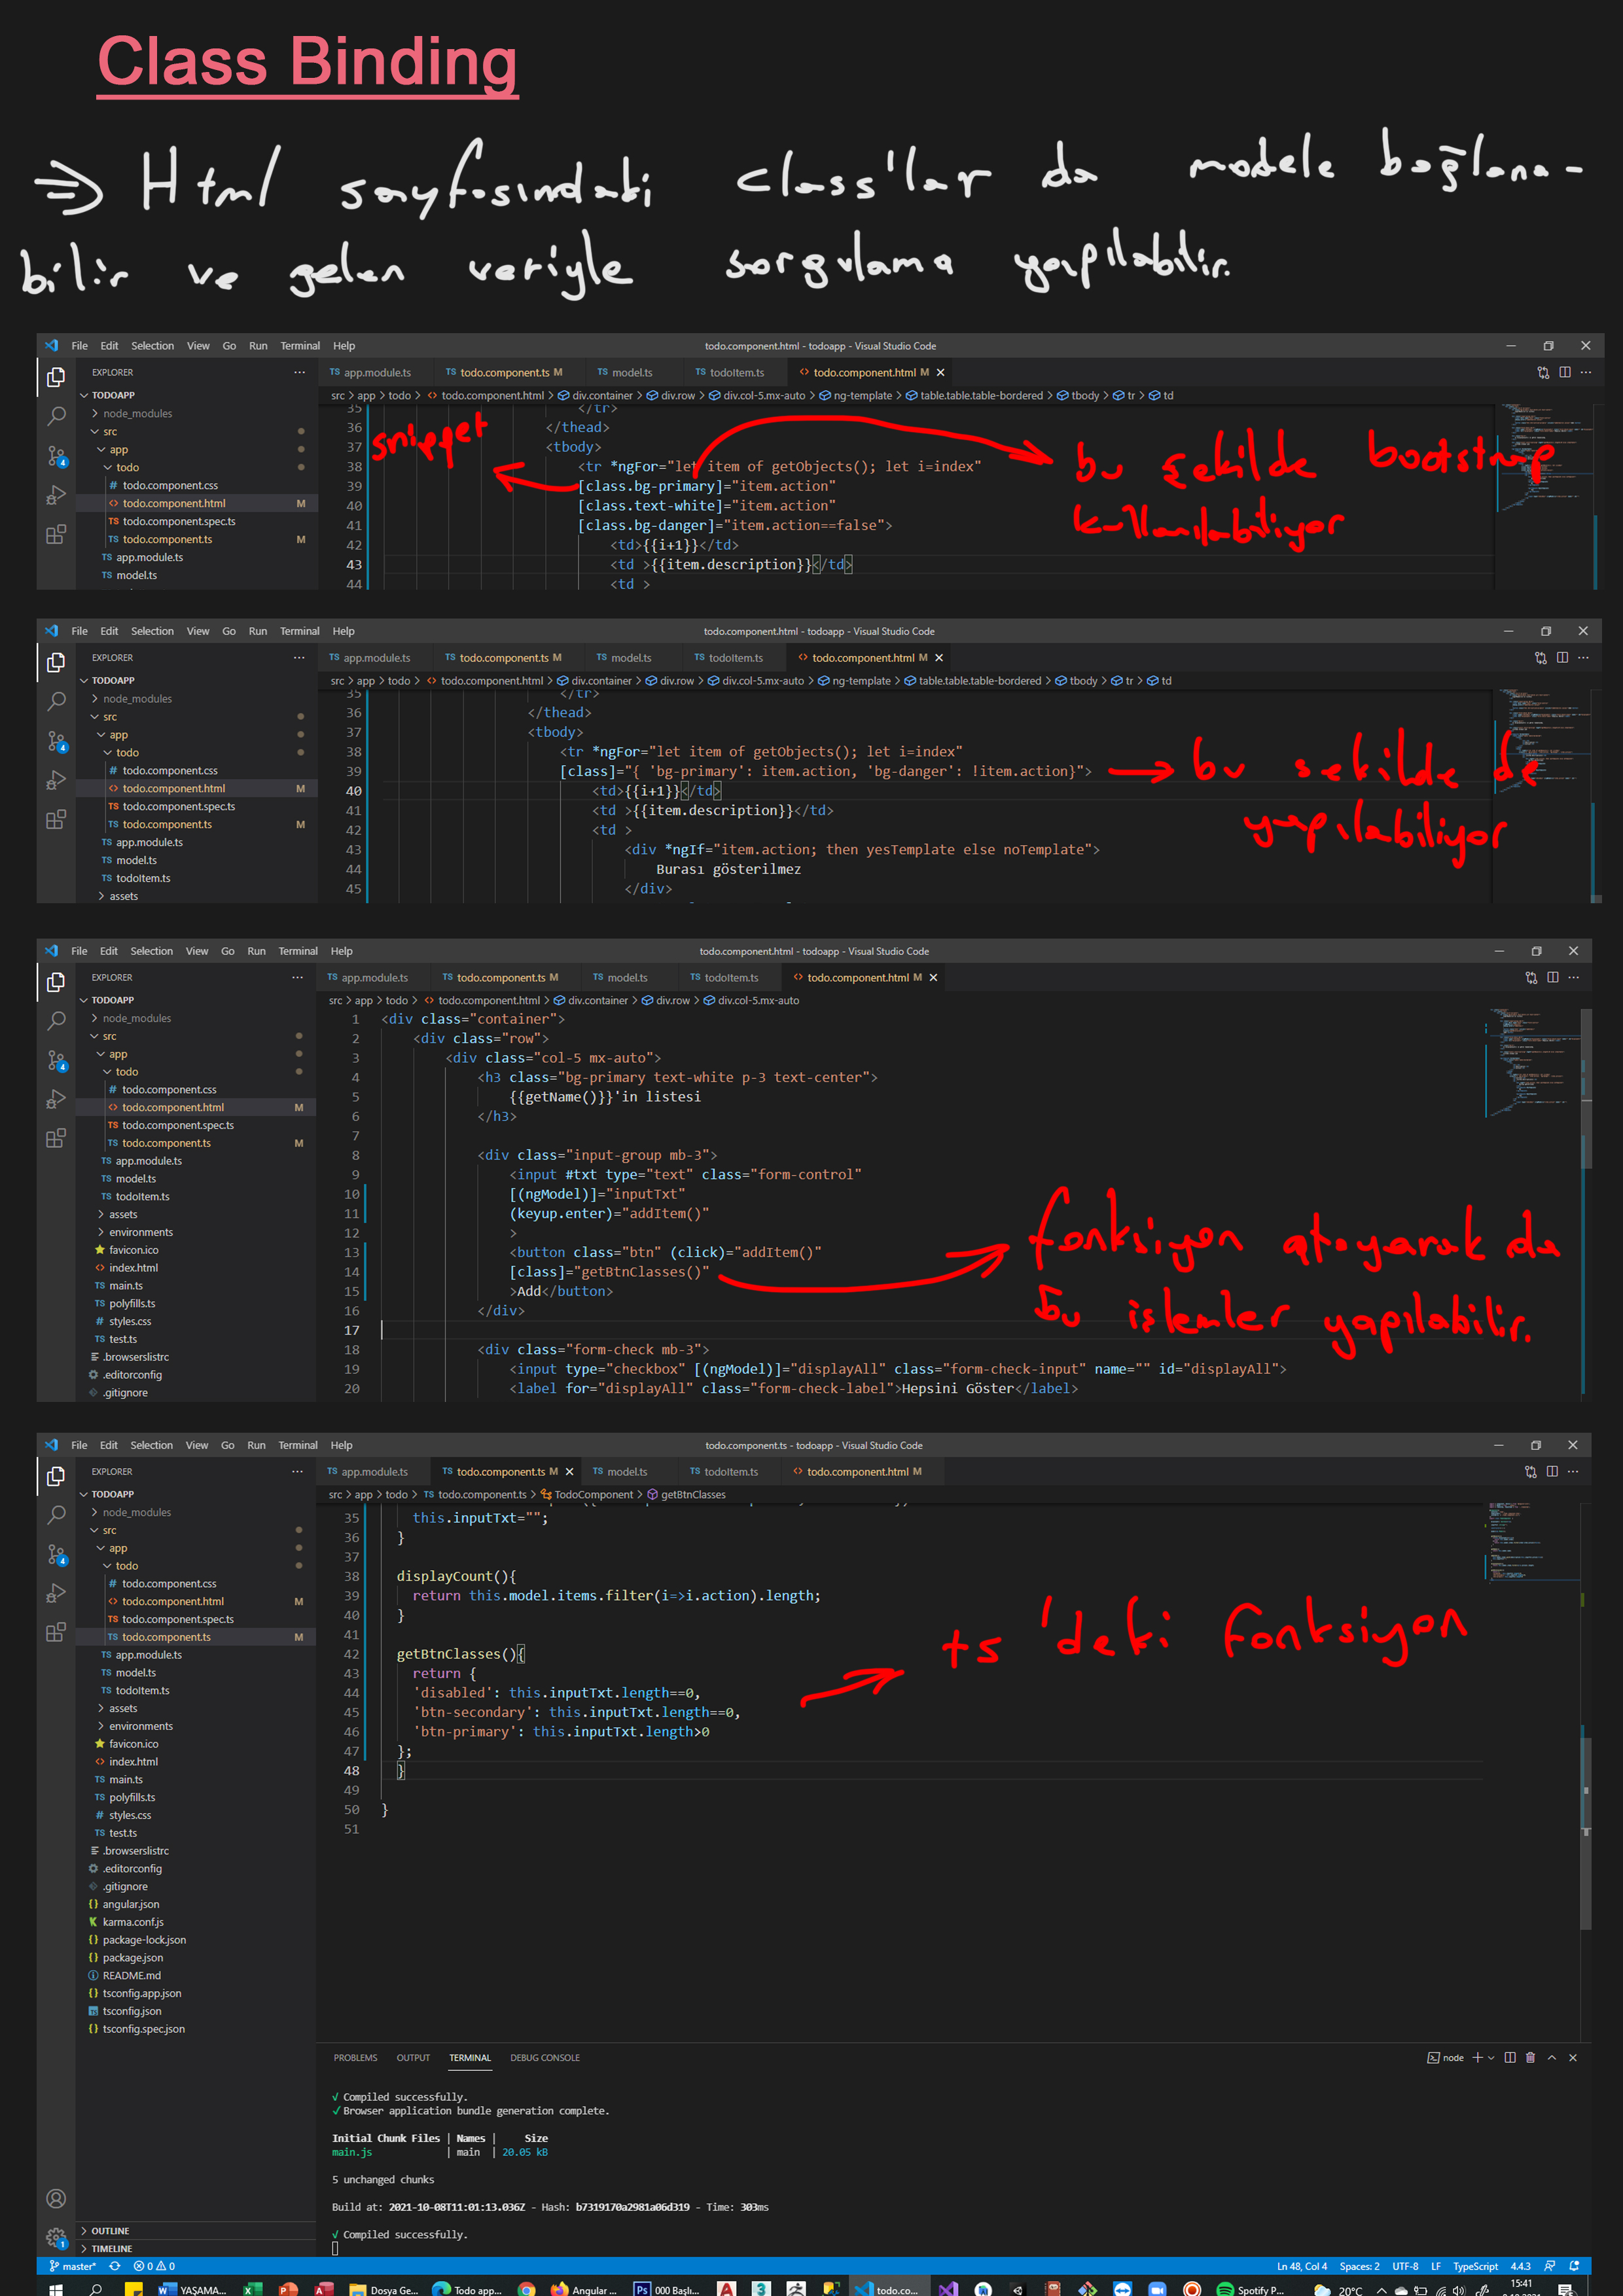 Class Binding
⇒ Html sayfasındaki class'lar da modele bağlana-
bilir ve gelen veriyle sorgulama yapılabilir.
File Edit Selection View Go Run Terminal Help
todo.component.html - todoapp - Visual Studio Code
EXPLORER
TODOAPP
node_modules
src
app
todo
todo.component.css
todo.component.html M
todo.component.spec.ts
todo.component.ts M
app.module.ts
model.ts
app.module.ts todo.component.ts M model.ts todoItem.ts todo.component.html M
src > app > todo > todo.component.html > div.container > div.row > div.col-5.mx-auto > ng-template > table.table.table-bordered > tbody > tr > td
35 </tr>
36 </thead>
37 <tbody>
38 <tr *ngFor="let item of getObjects(); let i=index"
39 [class.bg-primary]="item.action"
40 [class.text-white]="item.action"
41 [class.bg-danger]="item.action==false">
42 <td>{{i+1}}</td>
43 <td >{{item.description}}</td>
44 <td >
snippet
bu şekilde bootstrap
kullanılabiliyor
File Edit Selection View Go Run Terminal Help
todo.component.html - todoapp - Visual Studio Code
EXPLORER
TODOAPP
node_modules
src
app
todo
todo.component.css
todo.component.html M
todo.component.spec.ts
todo.component.ts M
app.module.ts
model.ts
todoItem.ts
assets
app.module.ts todo.component.ts M model.ts todoItem.ts todo.component.html M
src > app > todo > todo.component.html > div.container > div.row > div.col-5.mx-auto > ng-template > table.table.table-bordered > tbody > tr > td
35 </tr>
36 </thead>
37 <tbody>
38 <tr *ngFor="let item of getObjects(); let i=index"
39 [class]="{ 'bg-primary': item.action, 'bg-danger': !item.action}">
40 <td>{{i+1}}</td>
41 <td >{{item.description}}</td>
42 <td >
43 <div *ngIf="item.action; then yesTemplate else noTemplate">
44 Burası gösterilmez
45 </div>
bu sekilde de
yapılabiliyor
File Edit Selection View Go Run Terminal Help
todo.component.html - todoapp - Visual Studio Code
EXPLORER
TODOAPP
node_modules
src
app
todo
todo.component.css
todo.component.html M
todo.component.spec.ts
todo.component.ts M
app.module.ts
model.ts
todoItem.ts
assets
environments
favicon.ico
index.html
main.ts
polyfills.ts
styles.css
test.ts
.browserslistrc
.editorconfig
.gitignore
app.module.ts todo.component.ts M model.ts todoItem.ts todo.component.html M
src > app > todo > todo.component.html > div.container > div.row > div.col-5.mx-auto
1 <div class="container">
2 <div class="row">
3 <div class="col-5 mx-auto">
4 <h3 class="bg-primary text-white p-3 text-center">
5 {{getName()}}'in listesi
6 </h3>
7
8 <div class="input-group mb-3">
9 <input #txt type="text" class="form-control"
10 [(ngModel)]="inputTxt"
11 (keyup.enter)="addItem()"
12 >
13 <button class="btn" (click)="addItem()"
14 [class]="getBtnClasses()"
15 >Add</button>
16 </div>
17
18 <div class="form-check mb-3">
19 <input type="checkbox" [(ngModel)]="displayAll" class="form-check-input" name="" id="displayAll">
20 <label for="displayAll" class="form-check-label">Hepsini Göster</label>
fonksiyon atayarak da
bu islemler yapılabilir.
File Edit Selection View Go Run Terminal Help
todo.component.ts - todoapp - Visual Studio Code
EXPLORER
TODOAPP
node_modules
src
app
todo
todo.component.css
todo.component.html M
todo.component.spec.ts
todo.component.ts M
app.module.ts
model.ts
todoItem.ts
assets
environments
favicon.ico
index.html
main.ts
polyfills.ts
styles.css
test.ts
.browserslistrc
.editorconfig
.gitignore
angular.json
karma.conf.js
package-lock.json
package.json
README.md
tsconfig.app.json
tsconfig.json
tsconfig.spec.json
OUTLINE
TIMELINE
app.module.ts todo.component.ts M model.ts todoItem.ts todo.component.html M
src > app > todo > todo.component.ts > TodoComponent > getBtnClasses
35 this.inputTxt="";
36 }
37
38 displayCount(){
39 return this.model.items.filter(i=>i.action).length;
40 }
41
42 getBtnClasses(){
43 return {
44 'disabled': this.inputTxt.length==0,
45 'btn-secondary': this.inputTxt.length==0,
46 'btn-primary': this.inputTxt.length>0
47 };
48 }
49
50 }
51
ts 'deki fonksiyon
PROBLEMS OUTPUT TERMINAL DEBUG CONSOLE
node
√ Compiled successfully.
√ Browser application bundle generation complete.
Initial Chunk Files | Names | Size
main.js | main | 20.05 kB
5 unchanged chunks
Build at: 2021-10-08T11:01:13.036Z - Hash: b7319170a2981a06d319 - Time: 303ms
√ Compiled successfully.
master* 0 0 Ln 48, Col 4 Spaces: 2 UTF-8 LF TypeScript 4.4.3
YAŞAMA... Dosya Ge... Todo app... Angular ... 000 Başlı... todo.co... Spotify P... 20°C 15:41